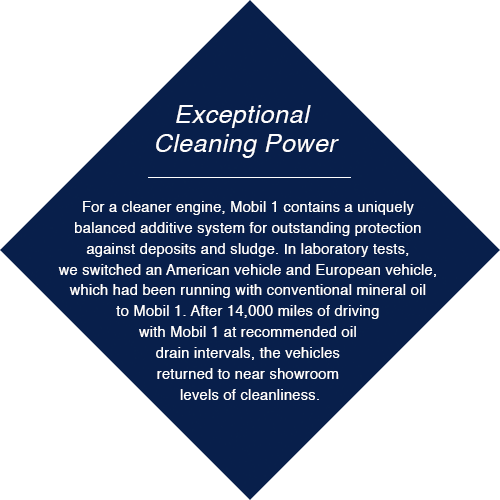 Exceptional
Cleaning Power
For a cleaner engine, Mobil 1 contains a uniquely
balanced additive system for outstanding protection
against deposits and sludge. In laboratory tests,
we switched an American vehicle and European vehicle,
which had been running with conventional mineral oil
to Mobil 1. After 14,000 miles of driving
with Mobil 1 at recommended oil
drain intervals, the vehicles
returned to near showroom
levels of cleanliness.